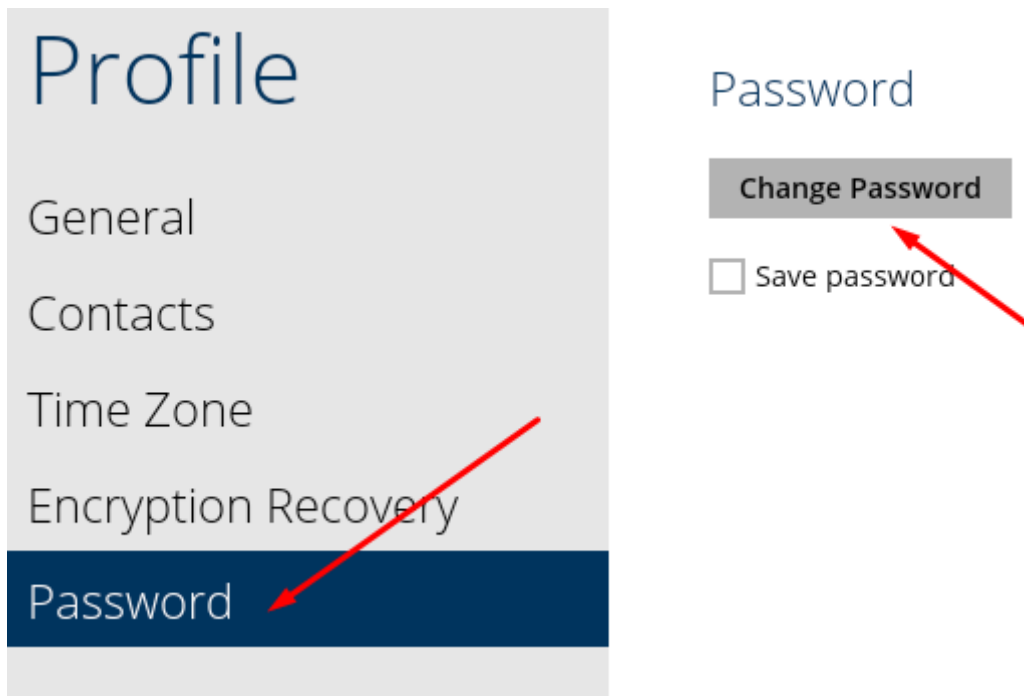 Profile
General
Contacts
Time Zone
Encryption Recovery
Password
Password
Change Password
Save password